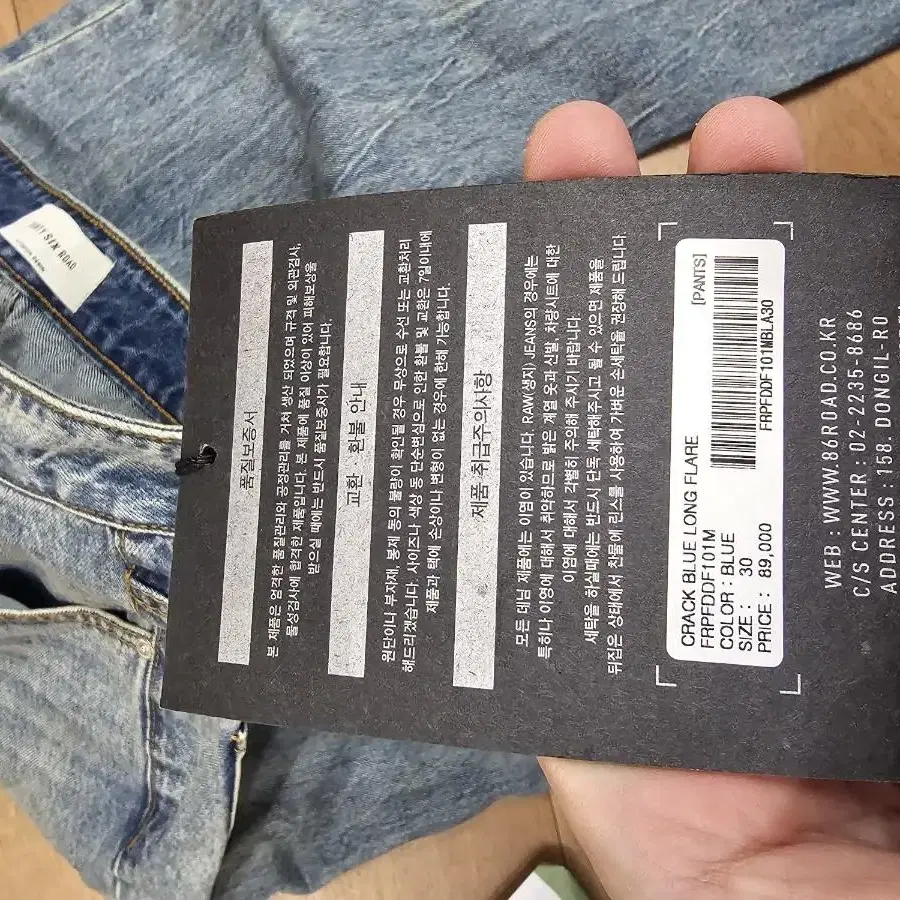 품질보증서
본 제품은 엄격한 품질관리와 공정관리를 거쳐 생산 되었으며 규격 및 외관검사,
물성검사에 합격한 제품입니다. 본 제품에 품질 이상이 있어 피해보상을
받으실 때에는 반드시 품질보증서가 필요합니다.
교환 · 환불 안내
원단이나 부자재, 봉제 등의 불량이 확인될 경우 무상으로 수선 또는 교환처리
해드리겠습니다. 사이즈나 색상 등 단순변심으로 인한 환불 및 교환은 7일이내에
제품과 택에 손상이나 변형이 없는 경우에 한해 가능합니다.
제품 취급주의사항
모든 데님 제품에는 이염이 있습니다. RAW(생지) JEANS의 경우에는
특히나 이염에 대해서 취약하므로 밝은 계열 옷과 신발, 차량시트에 대한
이염에 대해서 각별히 주의해 주시기 바랍니다.
세탁을 하실때에는 반드시 단독 세탁해주시고 될 수 있으면 제품을
뒤집은 상태에서 찬물에 린스를 사용하여 가벼운 손세탁을 권장해 드립니다.
[PANTS]
FRPFDDF101MBLA30
CRACK BLUE LONG FLARE
FRPFDDF101M
COLOR : BLUE
SIZE : 30
PRICE : 89,000
WEB : WWW.86ROAD.CO.KR
C/S CENTER : 02-2235-8686
ADDRESS : 158, DONGIL-RO
SIX ROAD